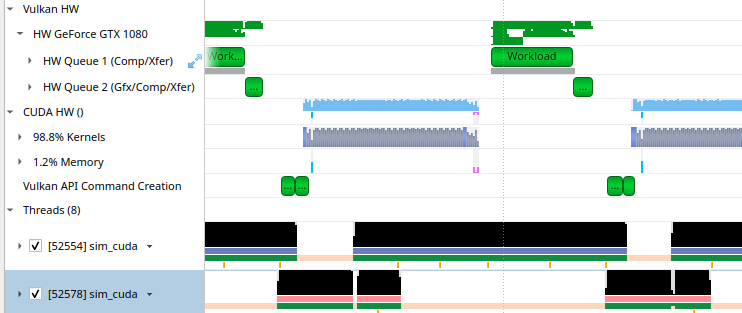 Vulkan HW
HW GeForce GTX 1080
HW Queue 1 (Comp/Xfer)
Work...
Workload
HW Queue 2 (Gfx/Comp/Xfer)
...
...
CUDA HW ()
98.8% Kernels
1.2% Memory
Vulkan API Command Creation
... ...
... ...
Threads (8)
[52554] sim_cuda
[52578] sim_cuda